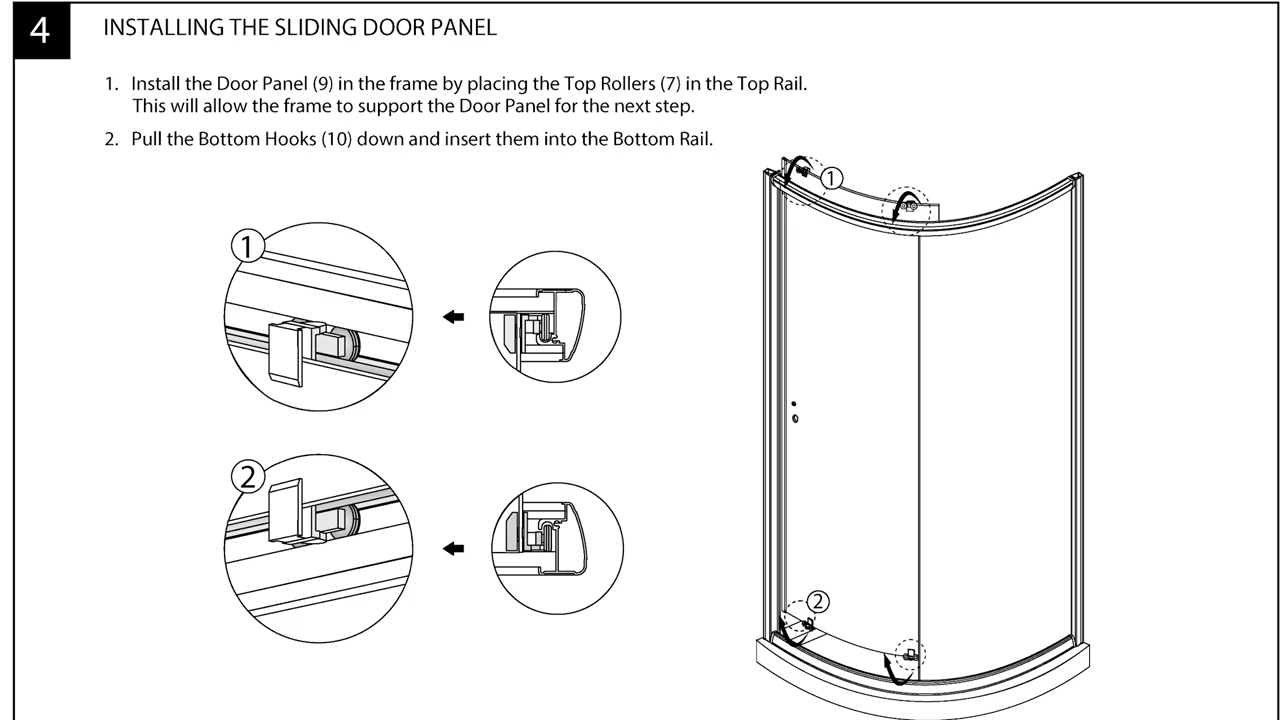 4
INSTALLING THE SLIDING DOOR PANEL
1. Install the Door Panel (9) in the frame by placing the Top Rollers (7) in the Top Rail.
This will allow the frame to support the Door Panel for the next step.
2. Pull the Bottom Hooks (10) down and insert them into the Bottom Rail.
1
1
2
2